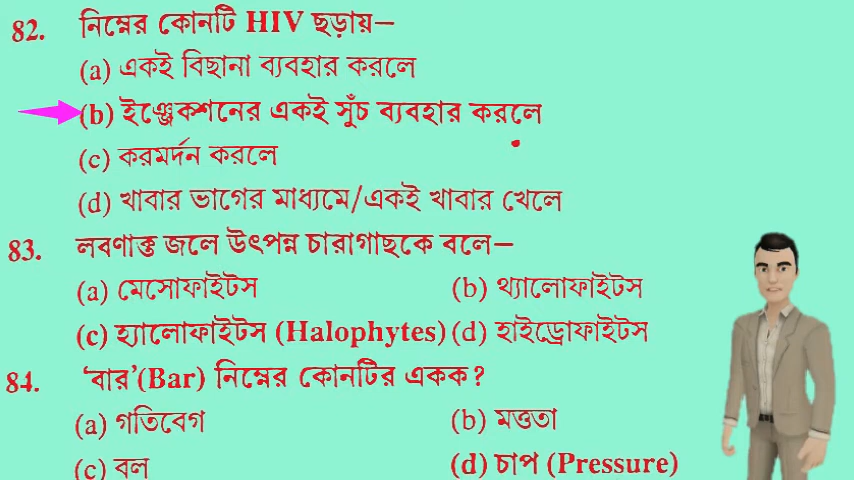 82. নিম্নের কোনটি HIV ছড়ায়–
(a) একই বিছানা ব্যবহার করলে
(b) ইঞ্জেকশনের একই সুঁচ ব্যবহার করলে
(c) করমর্দন করলে
(d) খাবার ভাগের মাধ্যমে/একই খাবার খেলে
83. লবণাক্ত জলে উৎপন্ন চারাগাছকে বলে–
(a) মেসোফাইটস (b) থ্যালোফাইটস
(c) হ্যালোফাইটস (Halophytes) (d) হাইড্রোফাইটস
84. ‘বার’(Bar) নিম্নের কোনটির একক?
(a) গতিবেগ (b) মত্ততা
(c) বল (d) চাপ (Pressure)